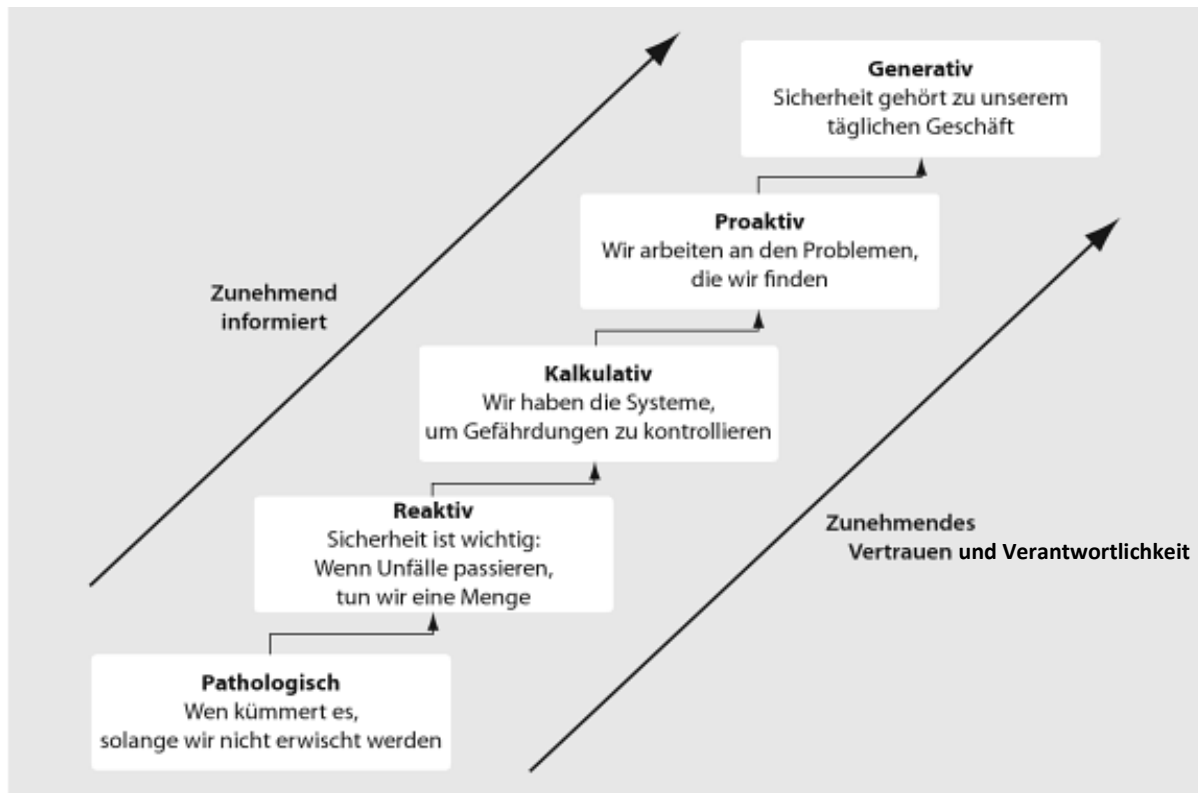 Generativ
Sicherheit gehört zu unserem
täglichen Geschäft
Proaktiv
Wir arbeiten an den Problemen,
die wir finden
Zunehmend
informiert
Kalkulativ
Wir haben die Systeme,
um Gefährdungen zu kontrollieren
Reaktiv
Sicherheit ist wichtig:
Wenn Unfälle passieren,
tun wir eine Menge
Zunehmendes
Vertrauen und Verantwortlichkeit
Pathologisch
Wen kümmert es,
solange wir nicht erwischt werden